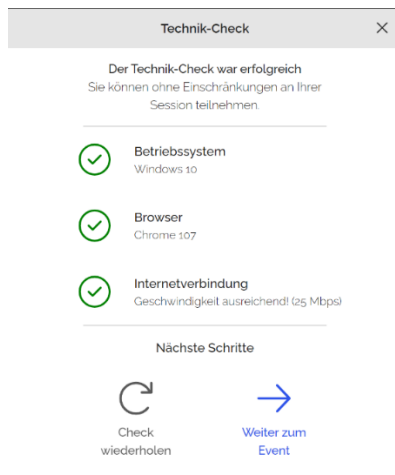 Technik-Check
Der Technik-Check war erfolgreich
Sie können ohne Einschränkungen an Ihrer
Session teilnehmen.
Betriebssystem
Windows 10
Browser
Chrome 107
Internetverbindung
Geschwindigkeit ausreichend! (25 Mbps)
Nächste Schritte
Check
wiederholen
Weiter zum
Event